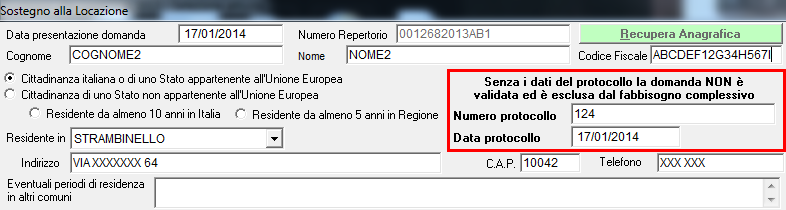 Sostegno alla Locazione
Data presentazione domanda 17/01/2014 Numero Repertorio 0012682013AB1 Recupera Anagrafica
Cognome COGNOME2 Nome NOME2 Codice Fiscale ABCDEF12G34H567I
Cittadinanza italiana o di uno Stato appartenente all'Unione Europea
Cittadinanza di uno Stato non appartenente all'Unione Europea
Residente da almeno 10 anni in Italia Residente da almeno 5 anni in Regione
Senza i dati del protocollo la domanda NON è
validata ed è esclusa dal fabbisogno complessivo
Numero protocollo 124
Data protocollo 17/01/2014
Residente in STRAMBINELLO
Indirizzo VIA XXXXXXX 64 C.A.P. 10042 Telefono XXX XXX
Eventuali periodi di residenza
in altri comuni